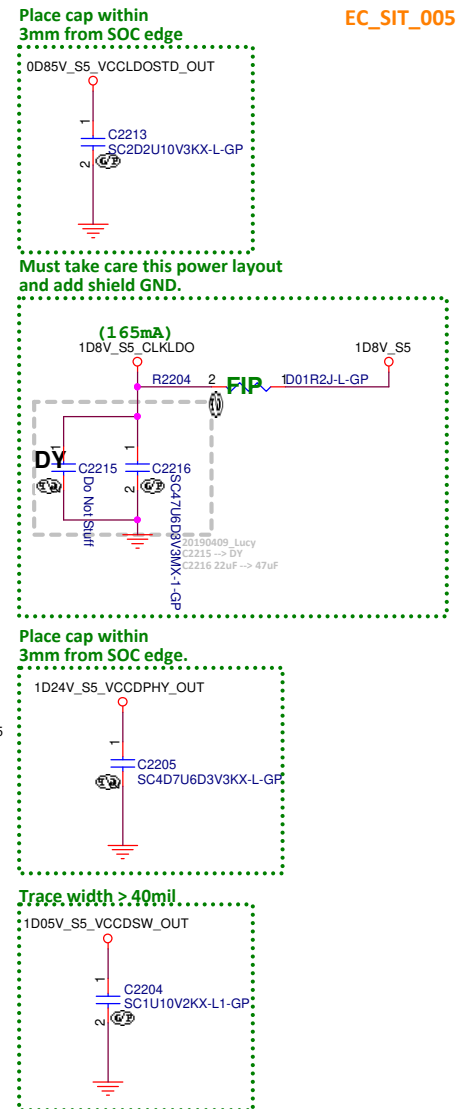 Place cap within
3mm from SOC edge
EC_SIT_005
0D85V_S5_VCCLDOSTD_OUT
1
C2213
SC2D2U10V3KX-L-GP
2
Must take care this power layout
and add shield GND.
(165mA)
1D8V_S5_CLKLDO
1D8V_S5
R2204
2
FIP
1
D01R2J-L-GP
DY
1
C2215
Do Not Stuff
1
C2216
2
SC47U6D3V3MX-1-GP
20190409_Lucy
C2215 --> DY
C2216 22uF --> 47uF
Place cap within
3mm from SOC edge.
1D24V_S5_VCCDPHY_OUT
1
C2205
SC4D7U6D3V3KX-L-GP
Trace width > 40mil
1D05V_S5_VCCDSW_OUT
1
C2204
SC1U10V2KX-L1-GP
2